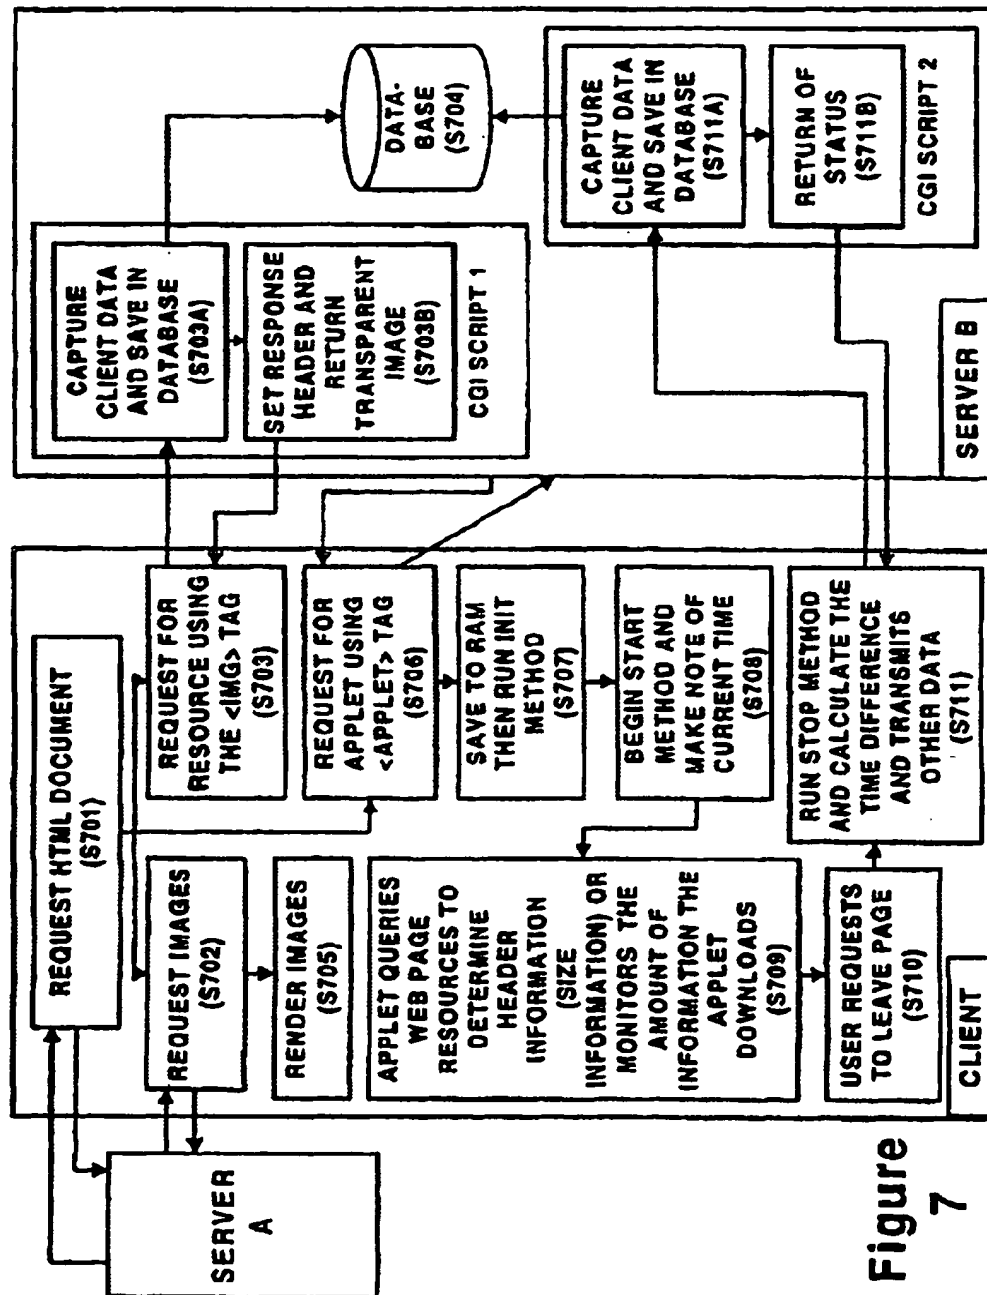 SERVER
A
REQUEST HTML DOCUMENT
(S701)
REQUEST IMAGES
(S702)
RENDER IMAGES
(S705)
REQUEST FOR
RESOURCE USING
THE <IMG> TAG
(S703)
REQUEST FOR
APPLET USING
<APPLET> TAG
(S706)
SAVE TO RAM
THEN RUN INIT
METHOD
(S707)
BEGIN START
METHOD AND
MAKE NOTE OF
CURRENT TIME
(S708)
APPLET QUERIES
WEB PAGE
RESOURCES TO
DETERMINE
HEADER
INFORMATION
(SIZE
INFORMATION) OR
MONITORS THE
AMOUNT OF
INFORMATION THE
APPLET
DOWNLOADS
(S709)
USER REQUESTS
TO LEAVE PAGE
(S710)
RUN STOP METHOD
AND CALCULATE THE
TIME DIFFERENCE
AND TRANSMITS
OTHER DATA
(S711)
CLIENT
CAPTURE
CLIENT DATA
AND SAVE IN
DATABASE
(S703A)
SET RESPONSE
HEADER AND
RETURN
TRANSPARENT
IMAGE
(S703B)
CGI SCRIPT 1
DATA-
BASE
(S704)
CAPTURE
CLIENT DATA
AND SAVE IN
DATABASE
(S711A)
RETURN OF
STATUS
(S711B)
CGI SCRIPT 2
SERVER B
Figure
7